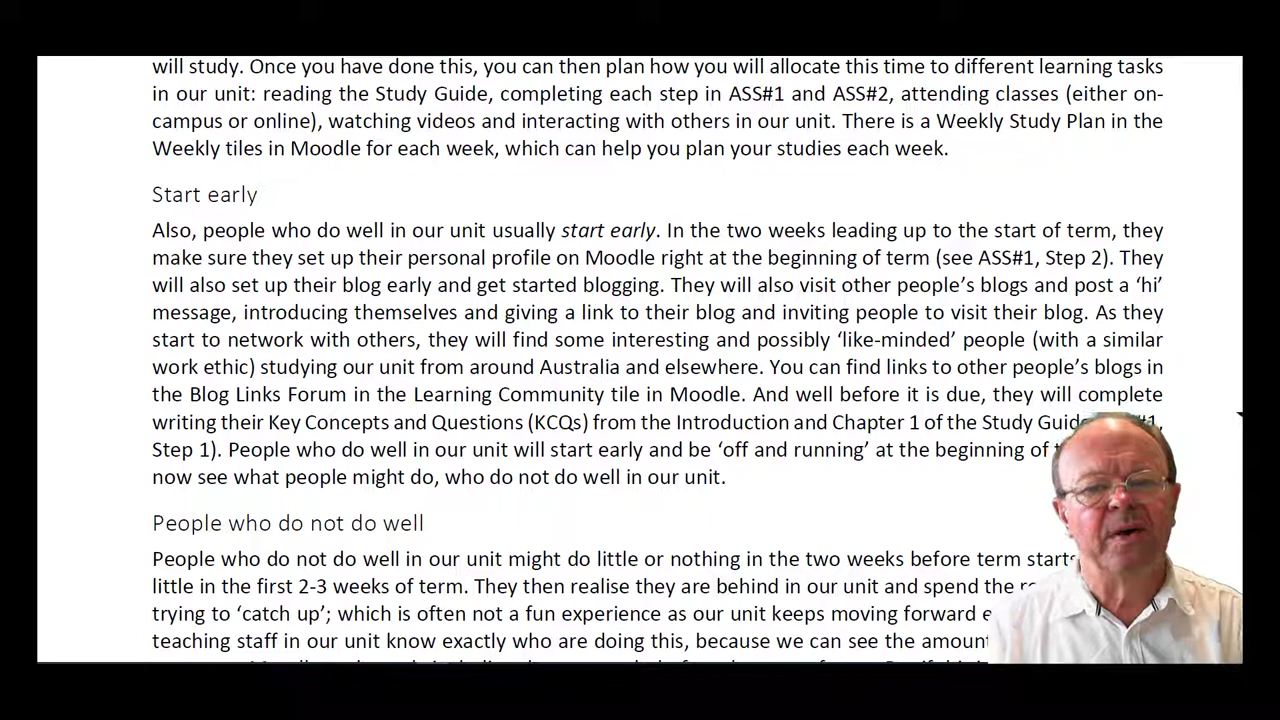 will study. Once you have done this, you can then plan how you will allocate this time to different learning tasks
in our unit: reading the Study Guide, completing each step in ASS#1 and ASS#2, attending classes (either on-
campus or online), watching videos and interacting with others in our unit. There is a Weekly Study Plan in the
Weekly tiles in Moodle for each week, which can help you plan your studies each week.
Start early
Also, people who do well in our unit usually start early. In the two weeks leading up to the start of term, they
make sure they set up their personal profile on Moodle right at the beginning of term (see ASS#1, Step 2). They
will also set up their blog early and get started blogging. They will also visit other people’s blogs and post a ‘hi’
message, introducing themselves and giving a link to their blog and inviting people to visit their blog. As they
start to network with others, they will find some interesting and possibly ‘like-minded’ people (with a similar
work ethic) studying our unit from around Australia and elsewhere. You can find links to other people’s blogs in
the Blog Links Forum in the Learning Community tile in Moodle. And well before it is due, they will complete
writing their Key Concepts and Questions (KCQs) from the Introduction and Chapter 1 of the Study
Step 1). People who do well in our unit will start early and be ‘off and running’ at the beginning of
now see what people might do, who do not do well in our unit.
People who do not do well
People who do not do well in our unit might do little or nothing in the two weeks before term
little in the first 2-3 weeks of term. They then realise they are behind in our unit and spend the
trying to ‘catch up’; which is often not a fun experience as our unit keeps moving forward
teaching staff in our unit know exactly who are doing this, because we can see the amount